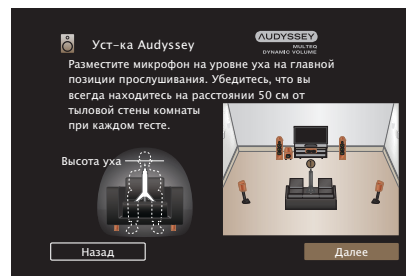 Уст-ка Audyssey
AUDYSSEY
MULTEQ
DYNAMIC VOLUME
Разместите микрофон на уровне уха на главной
позиции прослушивания. Убедитесь, что вы
всегда находитесь на расстоянии 50 см от
тыловой стены комнаты
при каждом тесте.
Высота уха
Назад
Далее